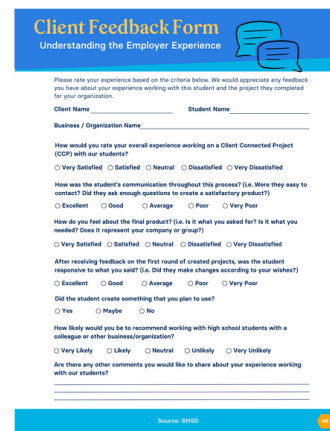 Client Feedback Form
Understanding the Employer Experience
Please rate your experience based on the criteria below. We would appreciate any feedback
you have about your experience working with this student and the project they completed
for your organization.
Client Name Student Name
Business / Organization Name
How would you rate your overall experience working on a Client Connected Project
(CCP) with our students?
Very Satisfied Satisfied Neutral Dissatisfied Very Dissatisfied
How was the student's communication throughout this process? (i.e. Were they easy to
contact? Did they ask enough questions to create a satisfactory product?)
Excellent Good Average Poor Very Poor
How do you feel about the final product? (i.e. Is it what you asked for? Is it what you
needed? Does it represent your company or group?)
Very Satisfied Satisfied Neutral Dissatisfied Very Dissatisfied
After receiving feedback on the first round of created projects, was the student
responsive to what you said? (i.e. Did they make changes according to your wishes?)
Excellent Good Average Poor Very Poor
Did the student create something that you plan to use?
Yes Maybe No
How likely would you be to recommend working with high school students with a
colleague or other business/organization?
Very Likely Likely Neutral Unlikely Very Unlikely
Are there any other comments you would like to share about your experience working
with our students?
Source: SMSD